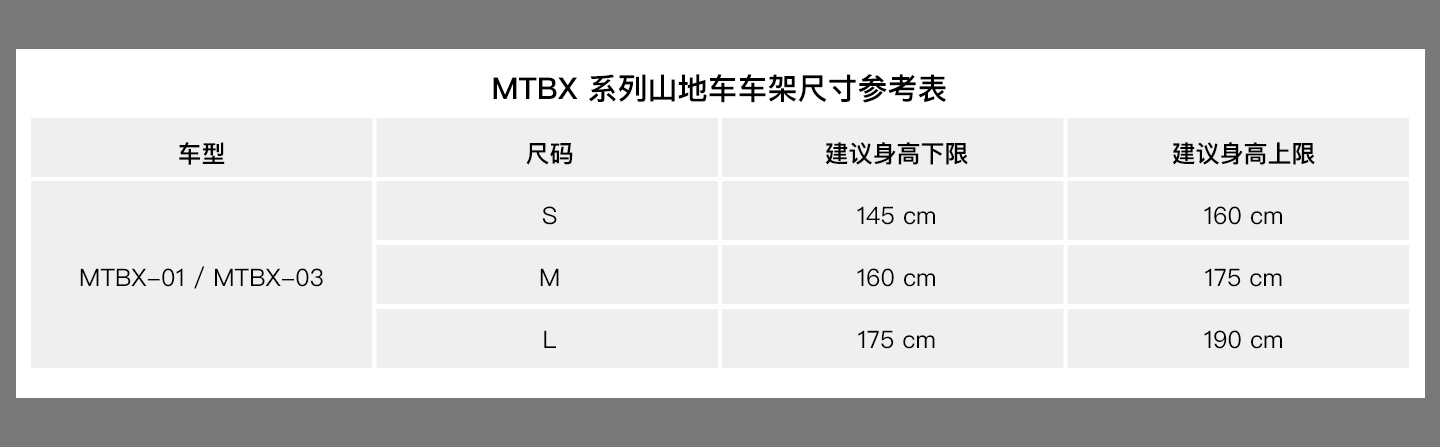 MTBX 系列山地车车架尺寸参考表
车型 尺码 建议身高下限 建议身高上限
S 145 cm 160 cm
MTBX-01 / MTBX-03 M 160 cm 175 cm
L 175 cm 190 cm